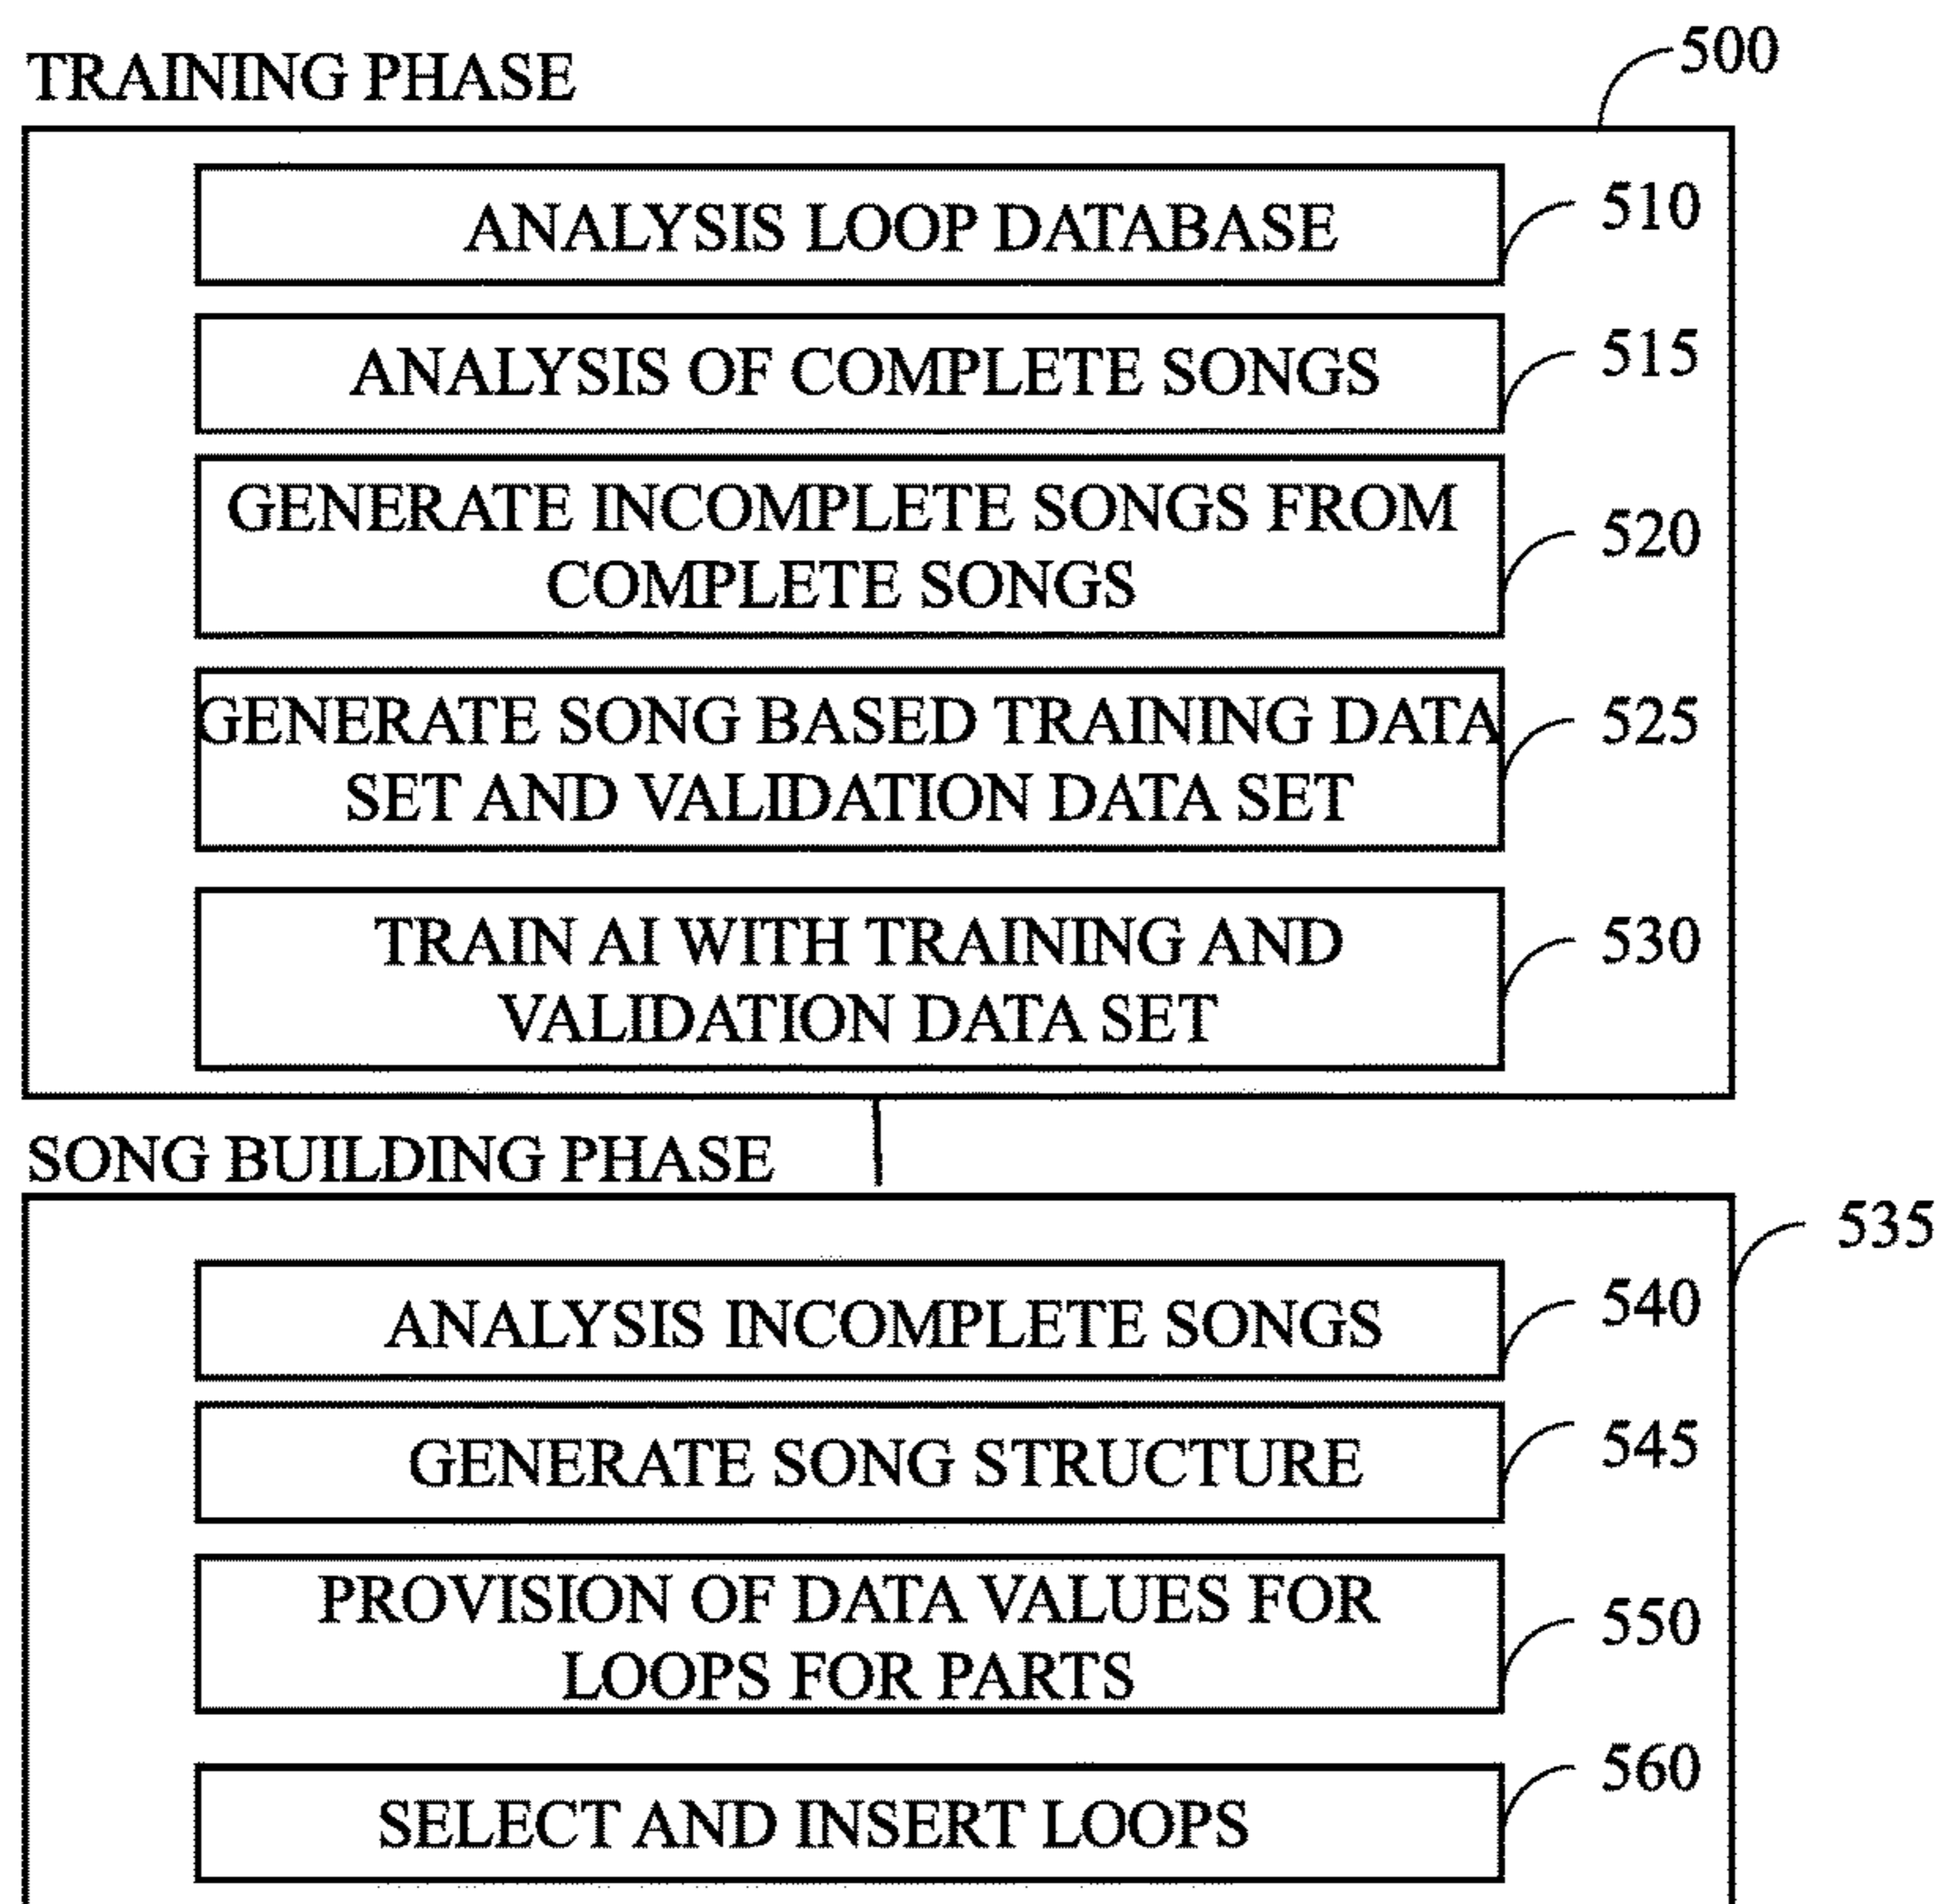 TRAINING PHASE
500
ANALYSIS LOOP DATABASE
510
ANALYSIS OF COMPLETE SONGS
515
GENERATE INCOMPLETE SONGS FROM
COMPLETE SONGS
520
GENERATE SONG BASED TRAINING DATA
SET AND VALIDATION DATA SET
525
TRAIN AI WITH TRAINING AND
VALIDATION DATA SET
530
SONG BUILDING PHASE
535
ANALYSIS INCOMPLETE SONGS
540
GENERATE SONG STRUCTURE
545
PROVISION OF DATA VALUES FOR
LOOPS FOR PARTS
550
SELECT AND INSERT LOOPS
560